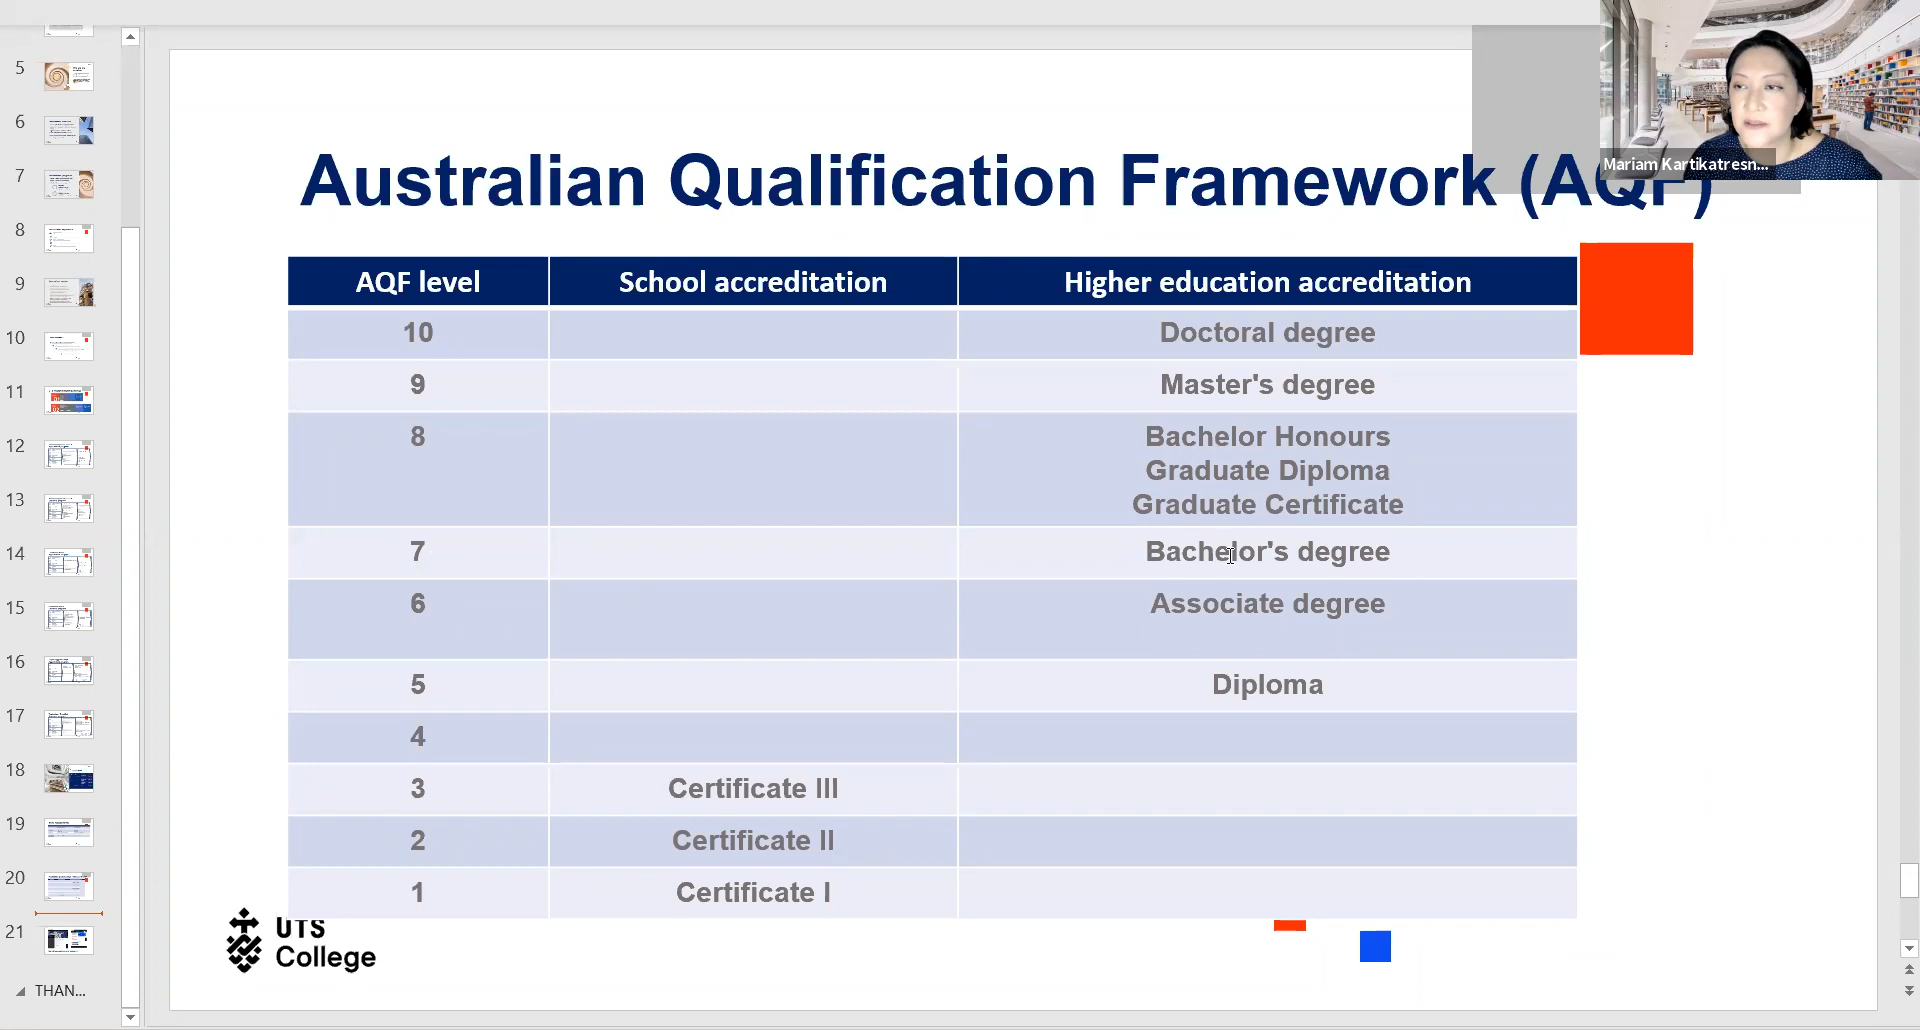 5
6
7
8
9
10
11
12
13
14
15
16
17
18
19
20
21
THAN...
Mariam Kartikatresn...
Australian Qualification Framework (AQF)
AQF level School accreditation Higher education accreditation
10 Doctoral degree
9 Master's degree
8 Bachelor Honours
Graduate Diploma
Graduate Certificate
7 Bachelor's degree
6 Associate degree
5 Diploma
4
3 Certificate III
2 Certificate II
1 Certificate I
UTS
College